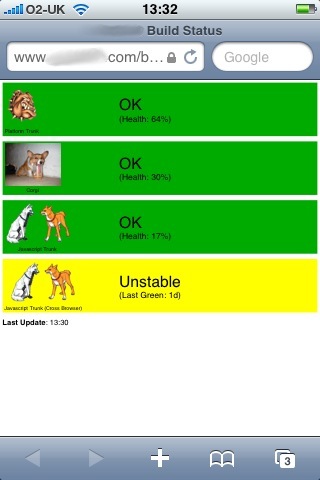 O2-UK 13:32
Build Status
www. .com/b... Google
OK
(Health: 64%)
Platform Trunk
OK
(Health: 30%)
Corgi
OK
(Health: 17%)
Javascript Trunk
Unstable
(Last Green: 1d)
Javascript Trunk (Cross Browser)
Last Update: 13:30
3